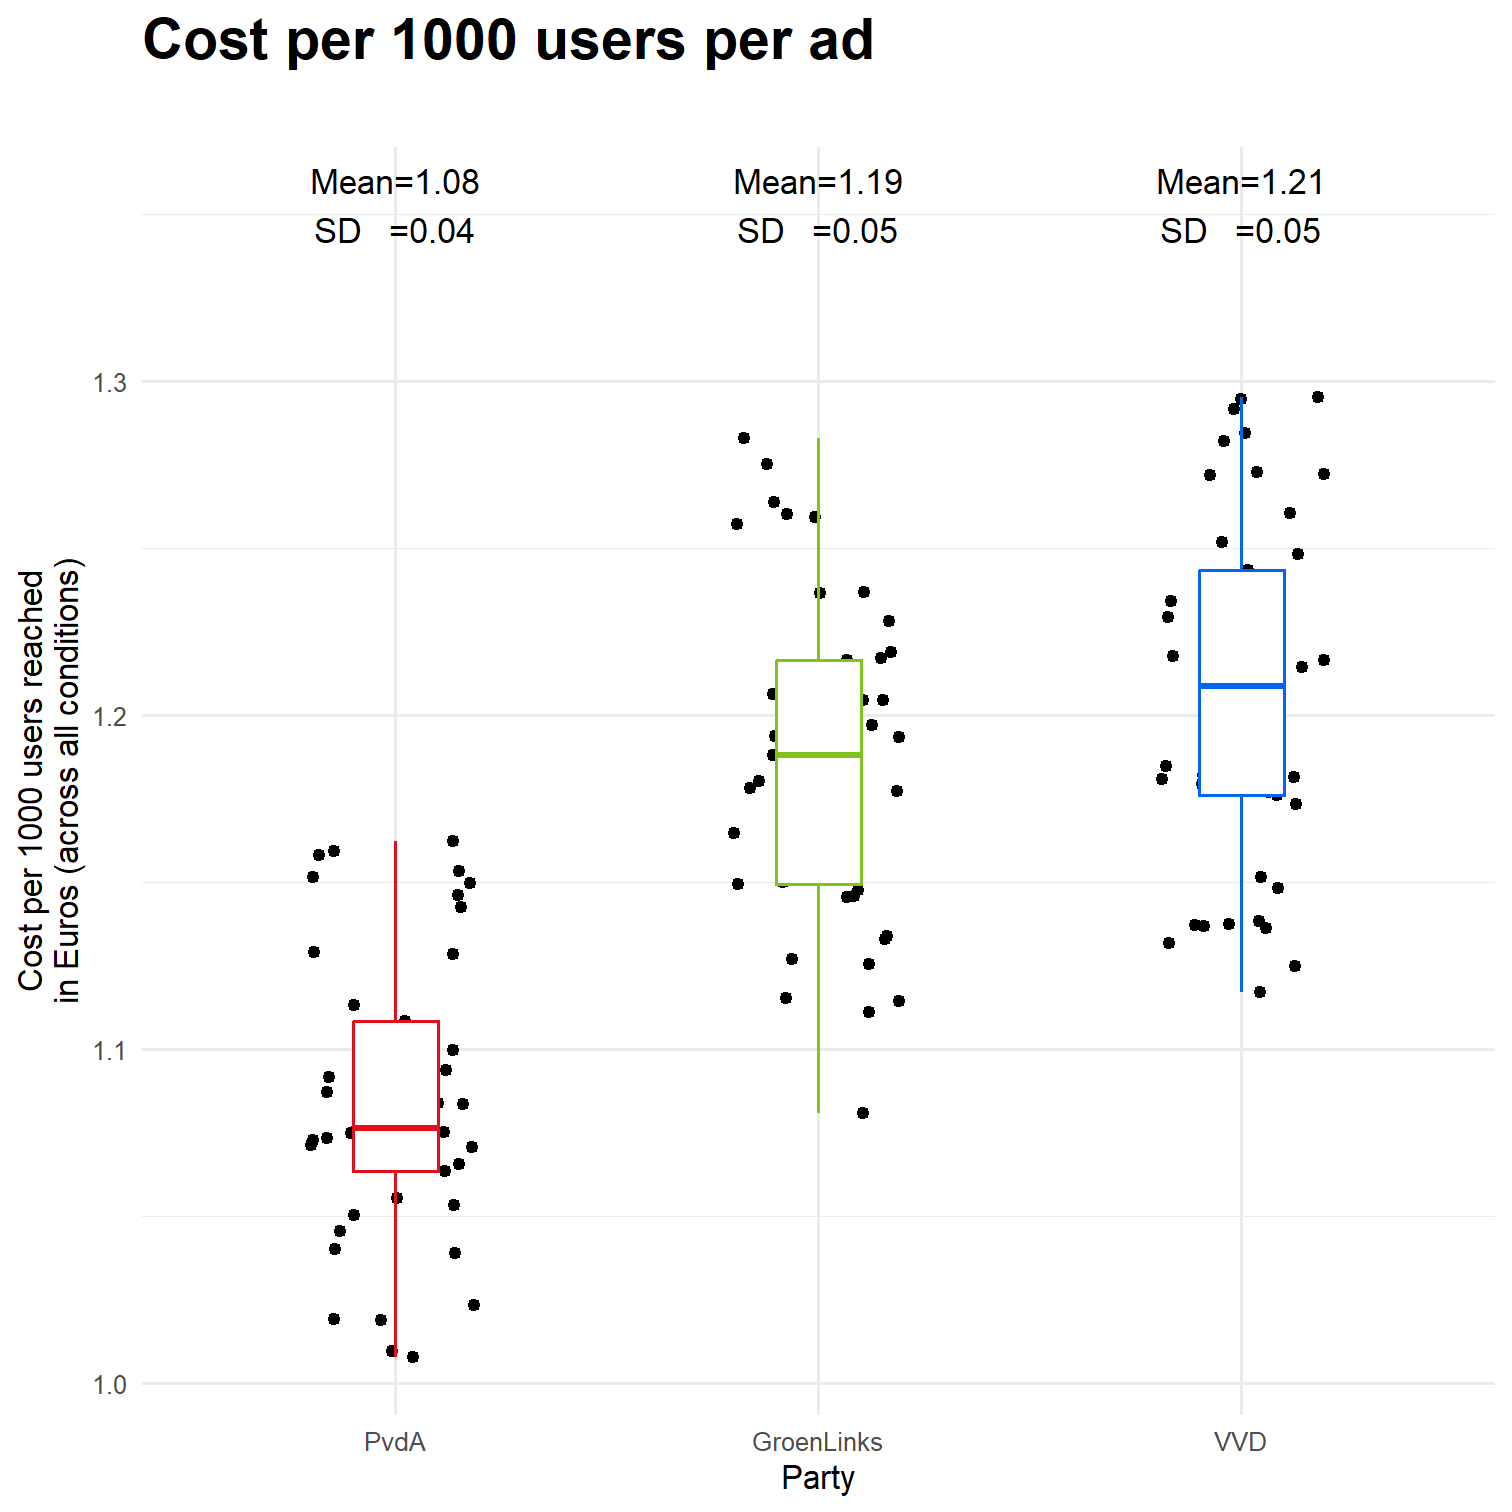 Cost per 1000 users per ad
Mean=1.08
SD   =0.04
Mean=1.19
SD   =0.05
Mean=1.21
SD   =0.05
Cost per 1000 users reached
in Euros (across all conditions)
1.3
1.2
1.1
1.0
PvdA
GroenLinks
VVD
Party